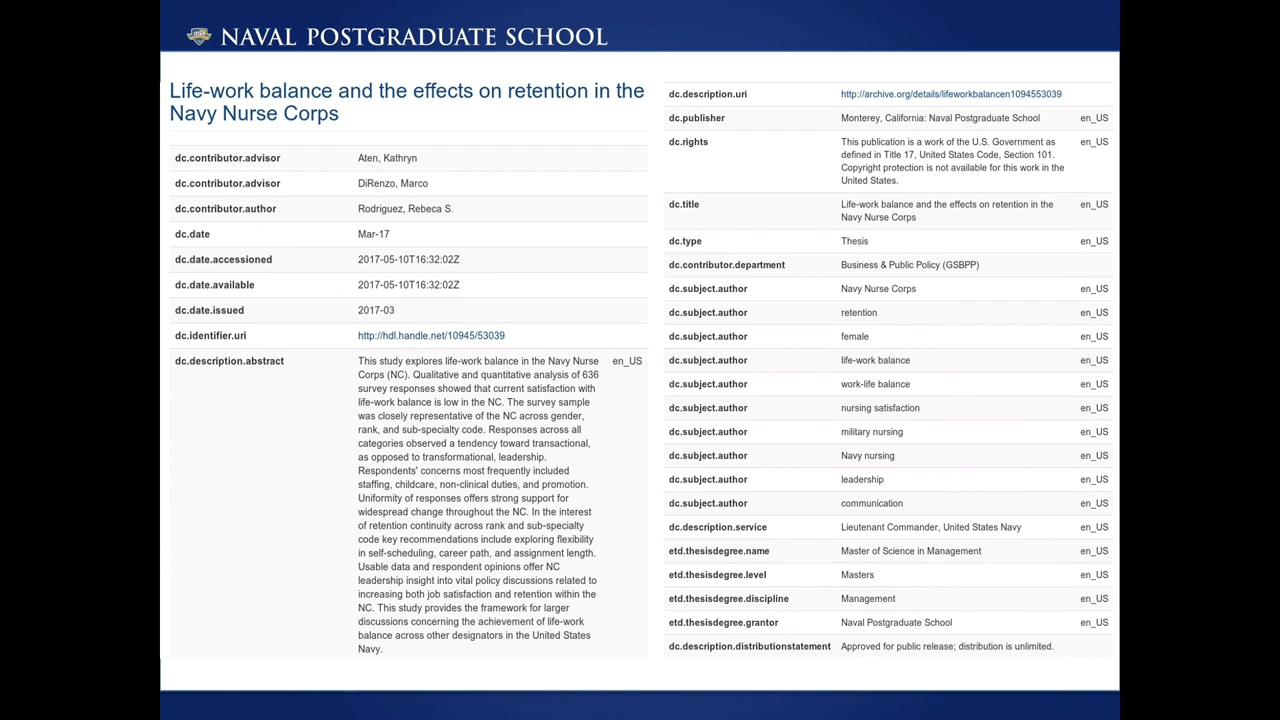 NAVAL POSTGRADUATE SCHOOL
Life-work balance and the effects on retention in the
Navy Nurse Corps
dc.contributor.advisor Aten, Kathryn
dc.contributor.advisor DiRenzo, Marco
dc.contributor.author Rodriguez, Rebeca S.
dc.date Mar-17
dc.date.accessioned 2017-05-10T16:32:02Z
dc.date.available 2017-05-10T16:32:02Z
dc.date.issued 2017-03
dc.identifier.uri http://hdl.handle.net/10945/53039
dc.description.abstract This study explores life-work balance in the Navy Nurse en_US
Corps (NC). Qualitative and quantitative analysis of 636
survey responses showed that current satisfaction with
life-work balance is low in the NC. The survey sample
was closely representative of the NC across gender,
rank, and sub-specialty code. Responses across all
categories observed a tendency toward transactional,
as opposed to transformational, leadership.
Respondents' concerns most frequently included
staffing, childcare, non-clinical duties, and promotion.
Uniformity of responses offers strong support for
widespread change throughout the NC. In the interest
of retention continuity across rank and sub-specialty
code key recommendations include exploring flexibility
in self-scheduling, career path, and assignment length.
Usable data and respondent opinions offer NC
leadership insight into vital policy discussions related to
increasing both job satisfaction and retention within the
NC. This study provides the framework for larger
discussions concerning the achievement of life-work
balance across other designators in the United States
Navy.
dc.description.uri http://archive.org/details/lifeworkbalancen1094553039
dc.publisher Monterey, California: Naval Postgraduate School en_US
dc.rights This publication is a work of the U.S. Government as en_US
defined in Title 17, United States Code, Section 101.
Copyright protection is not available for this work in the
United States.
dc.title Life-work balance and the effects on retention in the en_US
Navy Nurse Corps
dc.type Thesis en_US
dc.contributor.department Business & Public Policy (GSBPP)
dc.subject.author Navy Nurse Corps en_US
dc.subject.author retention en_US
dc.subject.author female en_US
dc.subject.author life-work balance en_US
dc.subject.author work-life balance en_US
dc.subject.author nursing satisfaction en_US
dc.subject.author military nursing en_US
dc.subject.author Navy nursing en_US
dc.subject.author leadership en_US
dc.subject.author communication en_US
dc.description.service Lieutenant Commander, United States Navy en_US
etd.thesisdegree.name Master of Science in Management en_US
etd.thesisdegree.level Masters en_US
etd.thesisdegree.discipline Management en_US
etd.thesisdegree.grantor Naval Postgraduate School en_US
dc.description.distributionstatement Approved for public release; distribution is unlimited.